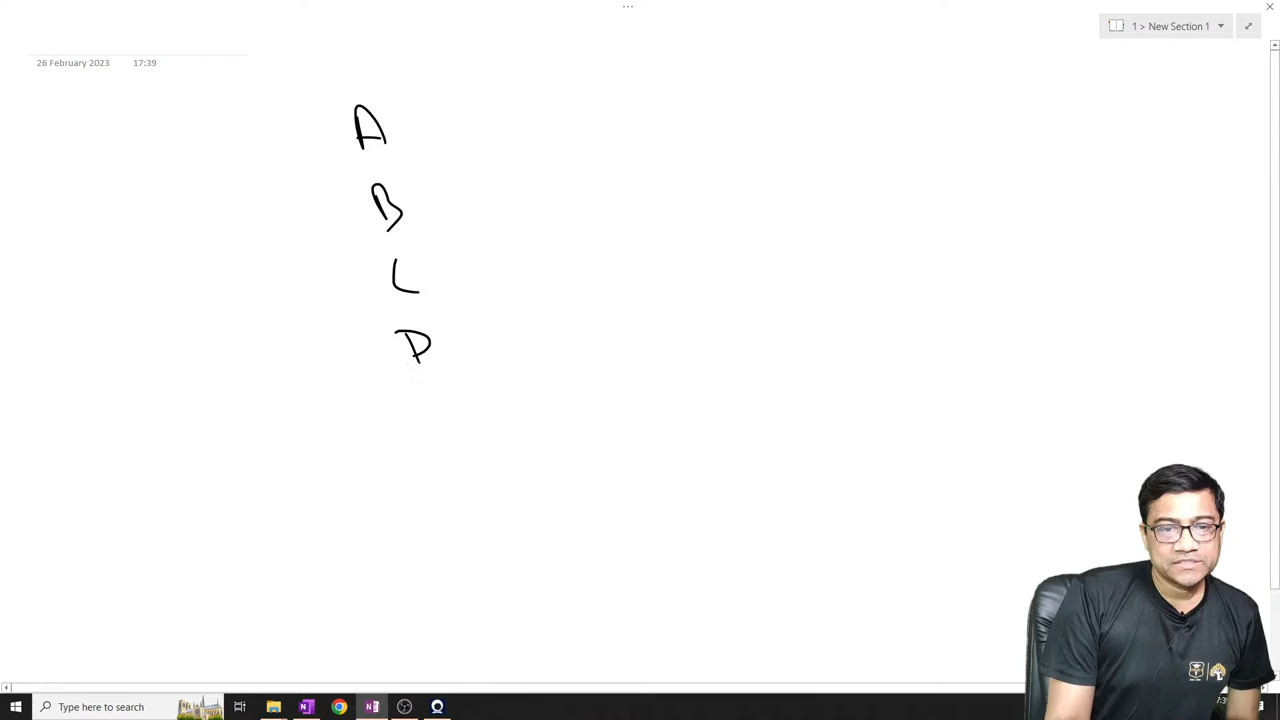 1 > New Section 1
26 February 2023 17:39
A
B
C
D
Type here to search